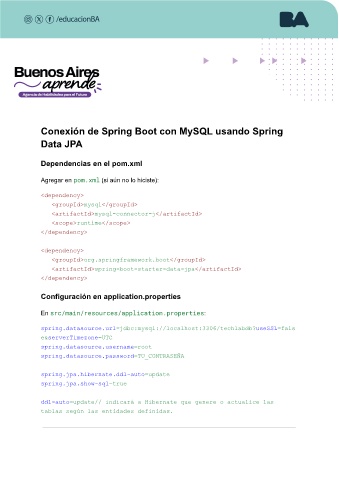 /educacionBA
BA
Buenos Aires
aprende
Agencia de Habilidades para el Futuro
Conexión de Spring Boot con MySQL usando Spring
Data JPA
Dependencias en el pom.xml
Agregar en pom.xml (si aún no lo hiciste):
<dependency>
<groupId>mysql</groupId>
<artifactId>mysql-connector-j</artifactId>
<scope>runtime</scope>
</dependency>
<dependency>
<groupId>org.springframework.boot</groupId>
<artifactId>spring-boot-starter-data-jpa</artifactId>
</dependency>
Configuración en application.properties
En src/main/resources/application.properties:
spring.datasource.url=jdbc:mysql://localhost:3306/techlabdb?useSSL=fals
e&serverTimezone=UTC
spring.datasource.username=root
spring.datasource.password=TU_CONTRASEÑA
spring.jpa.hibernate.ddl-auto=update
spring.jpa.show-sql=true
ddl-auto=update// indicará a Hibernate que genere o actualice las
tablas según las entidades definidas.